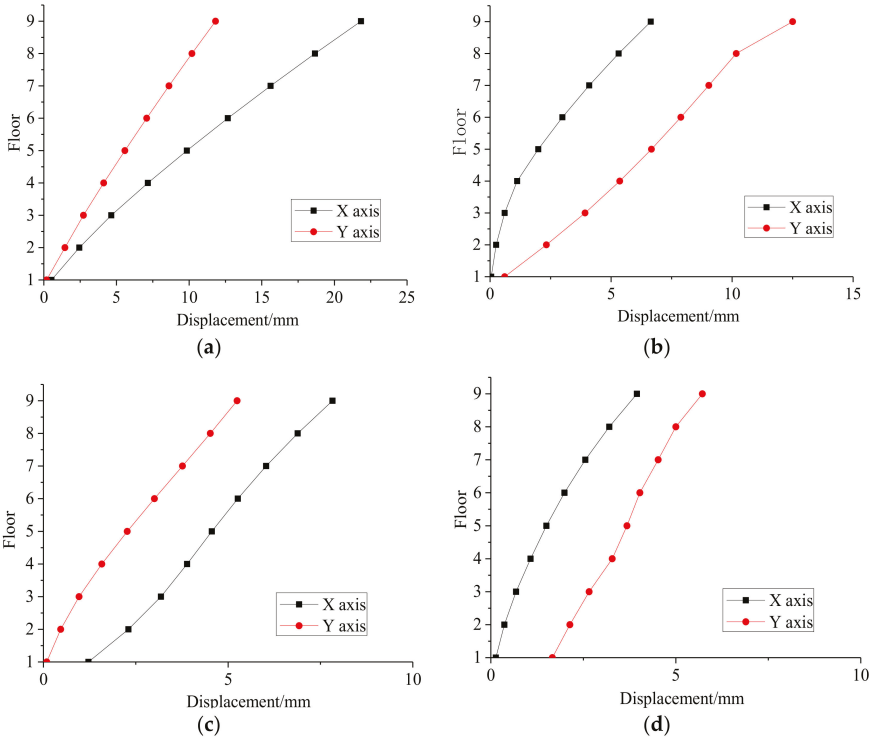 9
8
7
6
5
4
3
2
1
Floor
X axis
Y axis
0 5 10 15 20 25
Displacement/mm
(a)
9
8
7
6
5
4
3
2
1
Floor
X axis
Y axis
0 5 10 15
Displacement/mm
(b)
9
8
7
6
5
4
3
2
1
Floor
X axis
Y axis
0 5 10
Displacement/mm
(c)
9
8
7
6
5
4
3
2
1
Floor
X axis
Y axis
0 5 10
Displacement/mm
(d)